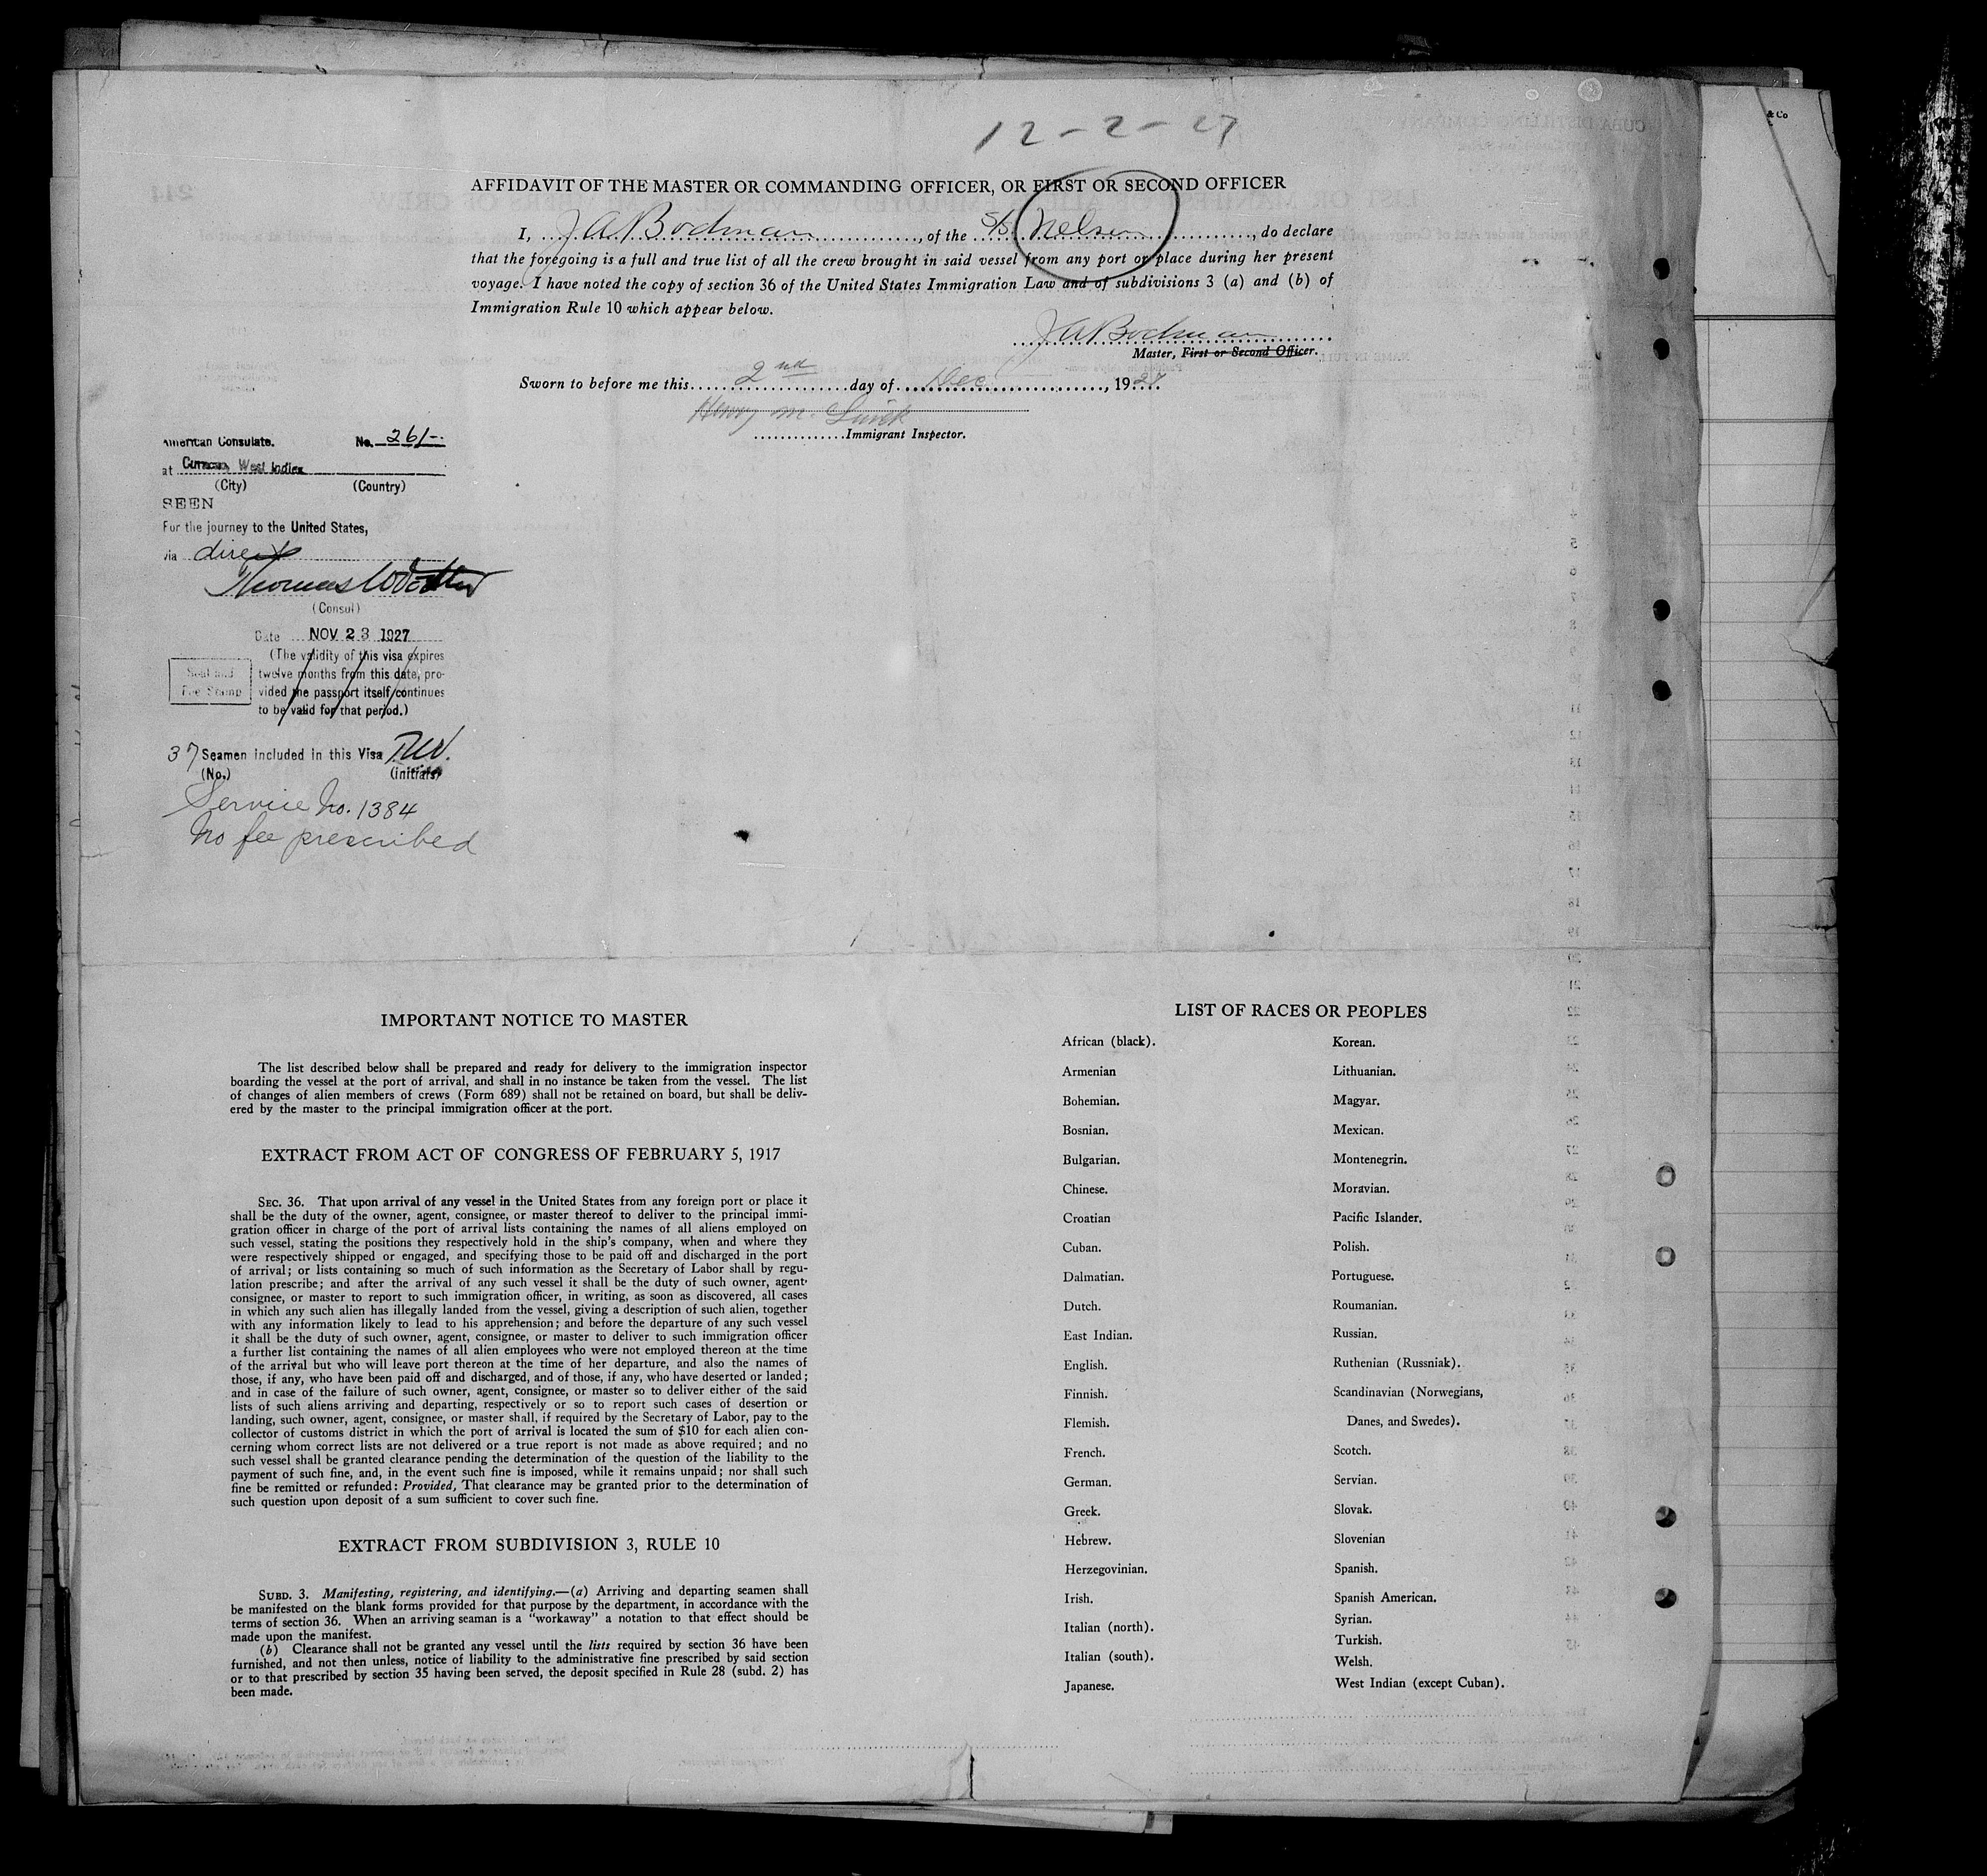 12-2-27
AFFIDAVIT OF THE MASTER OR COMMANDING OFFICER, OR FIRST OR SECOND OFFICER
I, J A Bodman, of the S/S Nelson, do declare
that the foregoing is a full and true list of all the crew brought in said vessel from any port or place during her present
voyage. I have noted the copy of section 36 of the United States Immigration Law and of subdivisions 3 (a) and (b) of
Immigration Rule 10 which appear below.
J A Bodman
Master, First or Second Officer.
Sworn to before me this 2nd day of Dec, 1927
Henry M.
Immigrant Inspector.
American Consulate. No. 261-
at Curacao, West Indies
(City) (Country)
SEEN
For the journey to the United States,
via direct
Thomas
(Consul)
Date NOV 23 1927
(The validity of this visa expires
twelve months from this date, pro-
vided the passport itself continues
to be valid for that period.)
Seal and
Fee Stamp
37 Seamen included in this Visa
(No.) (initials)
Service No. 1384
No fee prescribed
IMPORTANT NOTICE TO MASTER
The list described below shall be prepared and ready for delivery to the immigration inspector
boarding the vessel at the port of arrival, and shall in no instance be taken from the vessel. The list
of changes of alien members of crews (Form 689) shall not be retained on board, but shall be deliv-
ered by the master to the principal immigration officer at the port.
EXTRACT FROM ACT OF CONGRESS OF FEBRUARY 5, 1917
SEC. 36. That upon arrival of any vessel in the United States from any foreign port or place it
shall be the duty of the owner, agent, consignee, or master thereof to deliver to the principal immi-
gration officer in charge of the port of arrival lists containing the names of all aliens employed on
such vessel, stating the positions they respectively hold in the ship's company, when and where they
were respectively shipped or engaged, and specifying those to be paid off and discharged in the port
of arrival; or lists containing so much of such information as the Secretary of Labor shall by regu-
lation prescribe; and after the arrival of any such vessel it shall be the duty of such owner, agent,
consignee, or master to report to such immigration officer, in writing, as soon as discovered, all cases
in which any such alien has illegally landed from the vessel, giving a description of such alien, together
with any information likely to lead to his apprehension; and before the departure of any such vessel
it shall be the duty of such owner, agent, consignee, or master to deliver to such immigration officer
a further list containing the names of all alien employees who were not employed thereon at the time
of the arrival but who will leave port thereon at the time of her departure, and also the names of
those, if any, who have been paid off and discharged, and of those, if any, who have deserted or landed;
and in case of the failure of such owner, agent, consignee, or master so to deliver either of the said
lists of such aliens arriving and departing, respectively or so to report such cases of desertion or
landing, such owner, agent, consignee, or master shall, if required by the Secretary of Labor, pay to the
collector of customs district in which the port of arrival is located the sum of $10 for each alien con-
cerning whom correct lists are not delivered or a true report is not made as above required; and no
such vessel shall be granted clearance pending the determination of the question of the liability to the
payment of such fine, and, in the event such fine is imposed, while it remains unpaid; nor shall such
fine be remitted or refunded: Provided, That clearance may be granted prior to the determination of
such question upon deposit of a sum sufficient to cover such fine.
EXTRACT FROM SUBDIVISION 3, RULE 10
SUBD. 3. Manifesting, registering, and identifying.—(a) Arriving and departing seamen shall
be manifested on the blank forms provided for that purpose by the department, in accordance with the
terms of section 36. When an arriving seaman is a "workaway" a notation to that effect should be
made upon the manifest.
(b) Clearance shall not be granted any vessel until the lists required by section 36 have been
furnished, and not then unless, notice of liability to the administrative fine prescribed by said section
or to that prescribed by section 35 having been served, the deposit specified in Rule 28 (subd. 2) has
been made.
LIST OF RACES OR PEOPLES
African (black).
Armenian
Bohemian.
Bosnian.
Bulgarian.
Chinese.
Croatian
Cuban.
Dalmatian.
Dutch.
East Indian.
English.
Finnish.
Flemish.
French.
German.
Greek.
Hebrew.
Herzegovinian.
Irish.
Italian (north).
Italian (south).
Japanese.
Korean.
Lithuanian.
Magyar.
Mexican.
Montenegrin.
Moravian.
Pacific Islander.
Polish.
Portuguese.
Roumanian.
Russian.
Ruthenian (Russniak).
Scandinavian (Norwegians,
Danes, and Swedes).
Scotch.
Servian.
Slovak.
Slovenian
Spanish.
Spanish American.
Syrian.
Turkish.
Welsh.
West Indian (except Cuban).
& Co